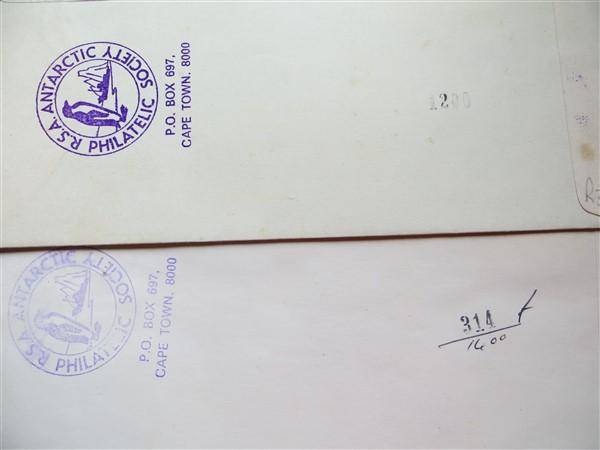 R.S.A. ANTARCTIC PHILATELIC SOCIETY
P.O. BOX 697,
CAPE TOWN. 8000
1200
R.S.A. ANTARCTIC PHILATELIC SOCIETY
P.O. BOX 697,
CAPE TOWN. 8000
314
1600